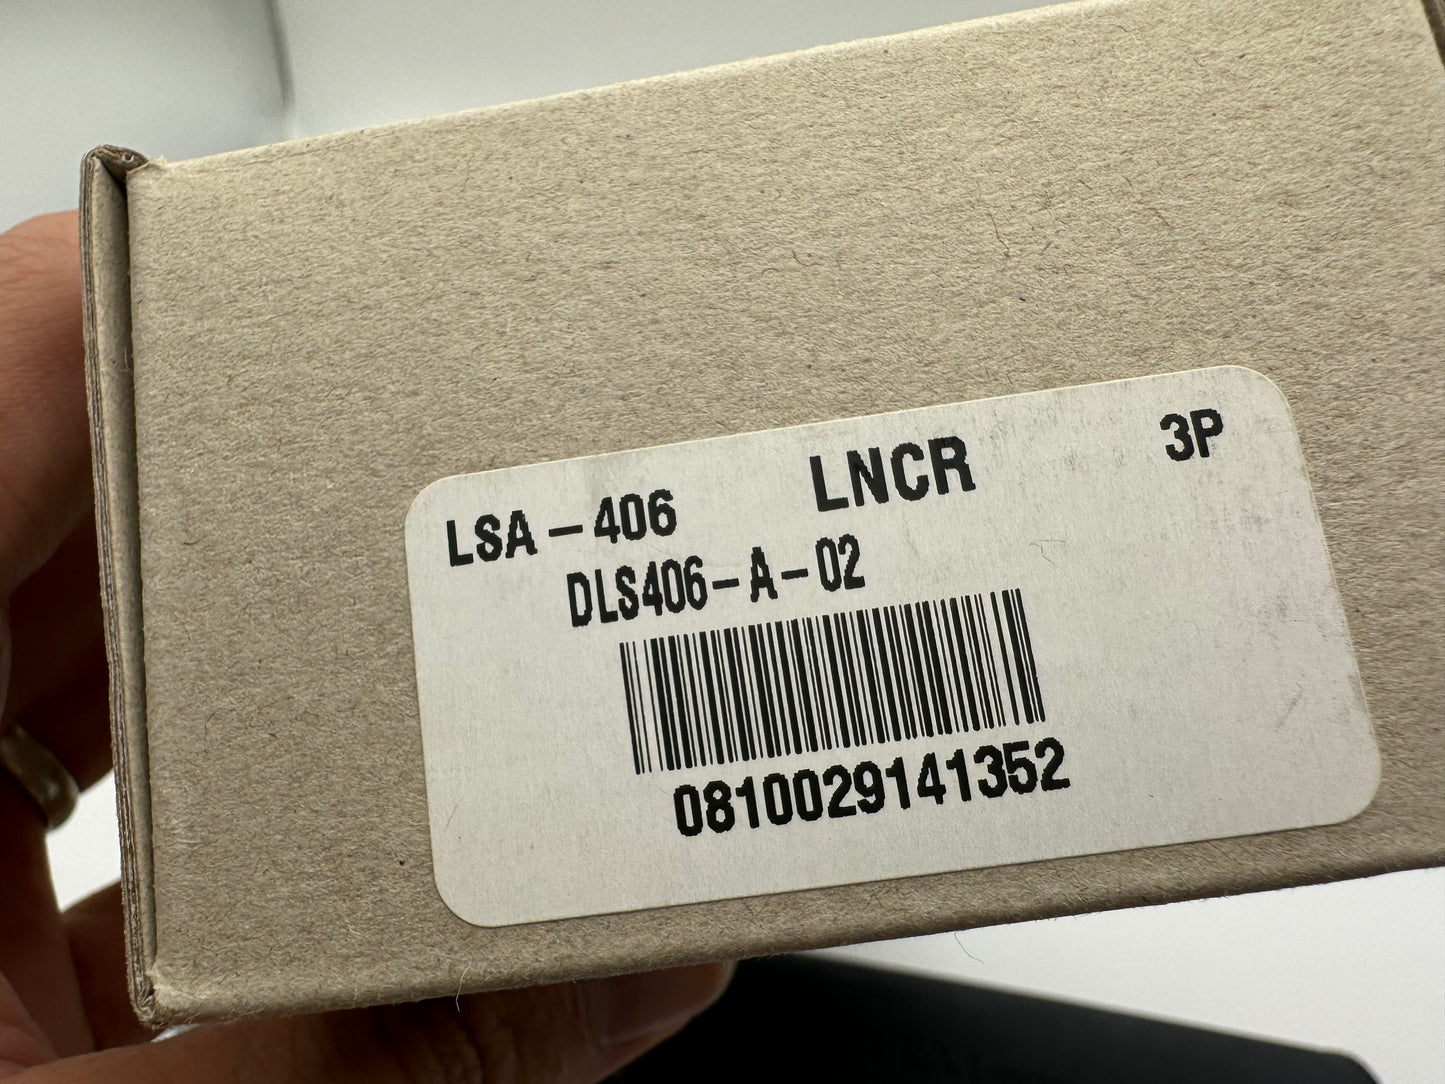 LSA-406 LNCR 3P
DLS406-A-02
0810029141352